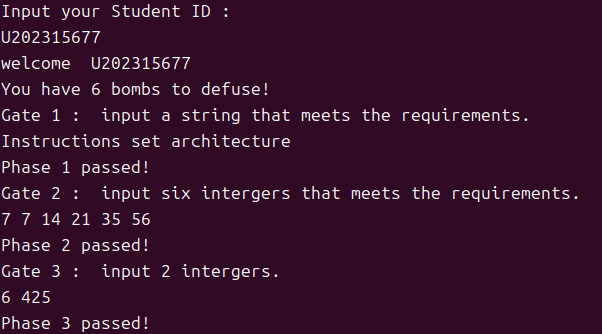 Input your Student ID :
U202315677
welcome  U202315677
You have 6 bombs to defuse!
Gate 1 :  input a string that meets the requirements.
Instructions set architecture
Phase 1 passed!
Gate 2 :  input six intergers that meets the requirements.
7 7 14 21 35 56
Phase 2 passed!
Gate 3 :  input 2 intergers.
6 425
Phase 3 passed!